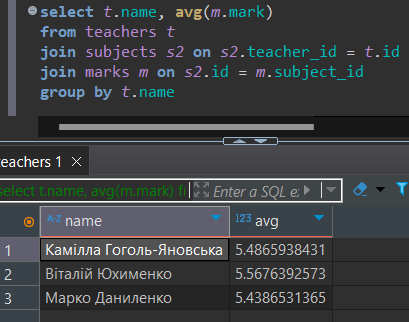 select t.name, avg(m.mark)
from teachers t
join subjects s2 on s2.teacher_id = t.id
join marks m on s2.id = m.subject_id
group by t.name
eachers 1
select t.name, avg(m.mark) f
Enter a SQL e
name avg
1 Камілла Гоголь-Яновська 5.4865938431
2 Віталій Юхименко 5.5676392573
3 Марко Даниленко 5.4386531365